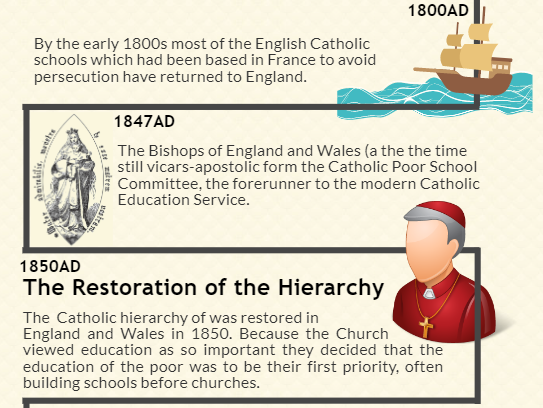 1800AD
By the early 1800s most of the English Catholic
schools which had been based in France to avoid
persecution have returned to England.
1847AD
The Bishops of England and Wales (a the the time
still vicars-apostolic form the Catholic Poor School
Committee, the forerunner to the modern Catholic
Education Service.
1850AD
The Restoration of the Hierarchy
The Catholic hierarchy of was restored in
England and Wales in 1850. Because the Church
viewed education as so important they decided that the
education of the poor was to be their first priority, often
building schools before churches.